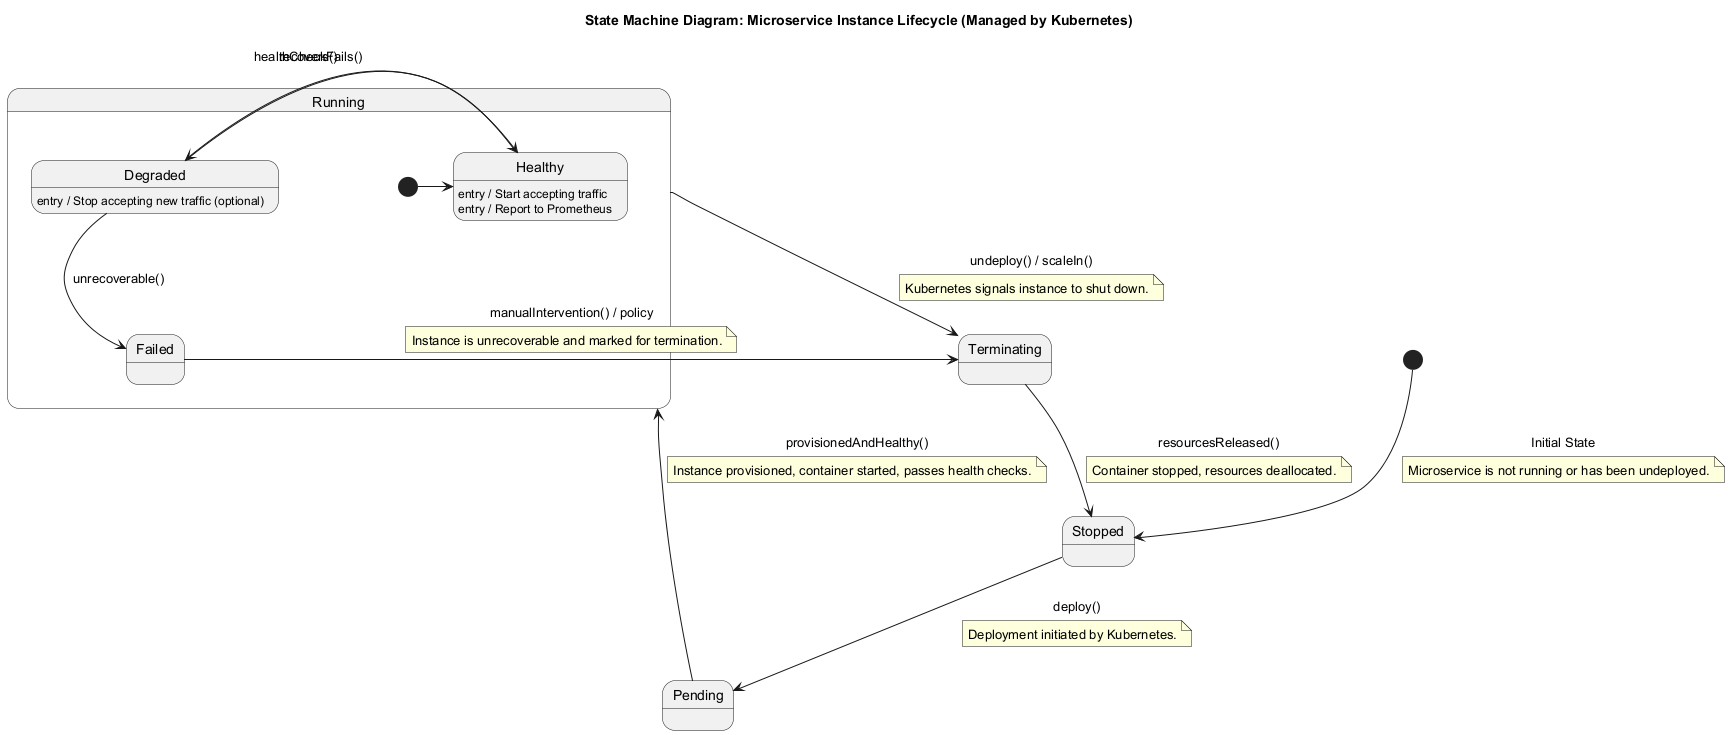 State Machine Diagram: Microservice Instance Lifecycle (Managed by Kubernetes)
Running
Degraded
entry / Stop accepting new traffic (optional)
Healthy
entry / Start accepting traffic
entry / Report to Prometheus
unrecoverable()
undeploy() / scaleIn()
Kubernetes signals instance to shut down.
manualIntervention() / policy
Instance is unrecoverable and marked for termination.
Failed
Terminating
provisionedAndHealthy()
Instance provisioned, container started, passes health checks.
resourcesReleased()
Container stopped, resources deallocated.
Initial State
Microservice is not running or has been undeployed.
Stopped
deploy()
Deployment initiated by Kubernetes.
Pending